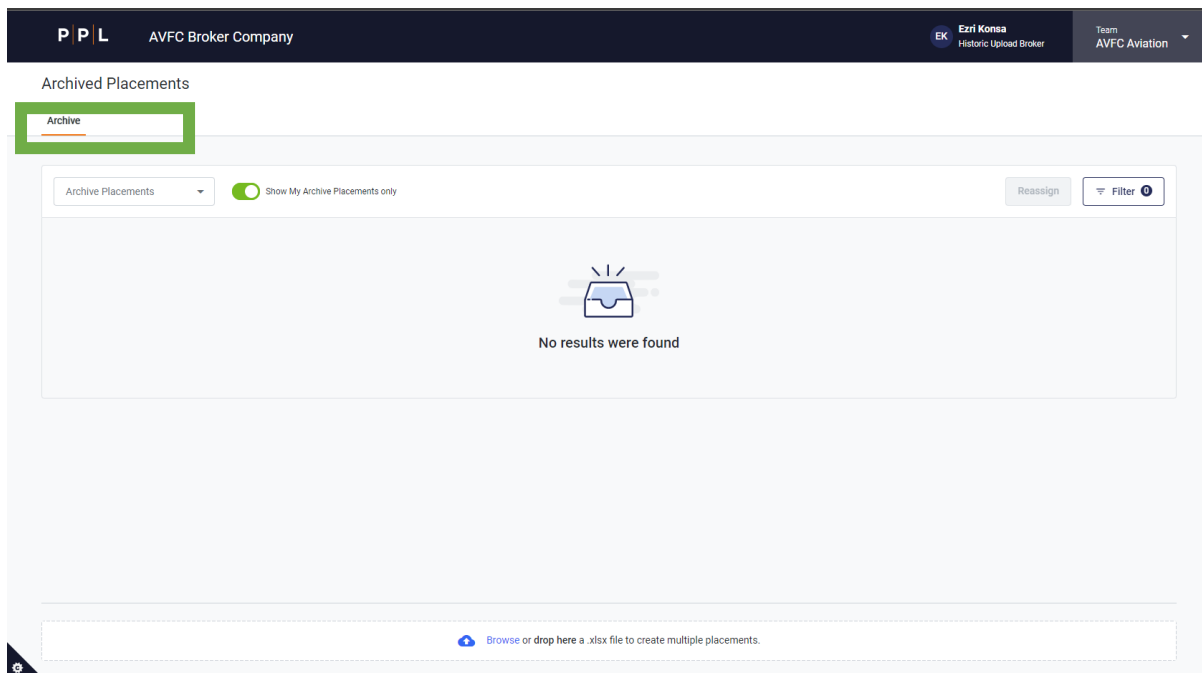 P|P|L AVFC Broker Company
EK Ezri Konsa
Historic Upload Broker
Team
AVFC Aviation
Archived Placements
Archive
Archive Placements Show My Archive Placements only Reassign Filter 0
No results were found
Browse or drop here a .xlsx file to create multiple placements.